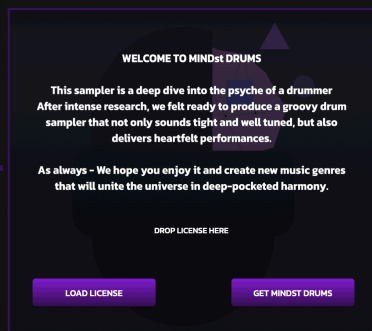 WELCOME TO MINDst DRUMS
This sampler is a deep dive into the psyche of a drummer
After intense research, we felt ready to produce a groovy drum
sampler that not only sounds tight and well tuned, but also
delivers heartfelt performances.
As always - We hope you enjoy it and create new music genres
that will unite the universe in deep-pocketed harmony.
DROP LICENSE HERE
LOAD LICENSE
GET MINDST DRUMS